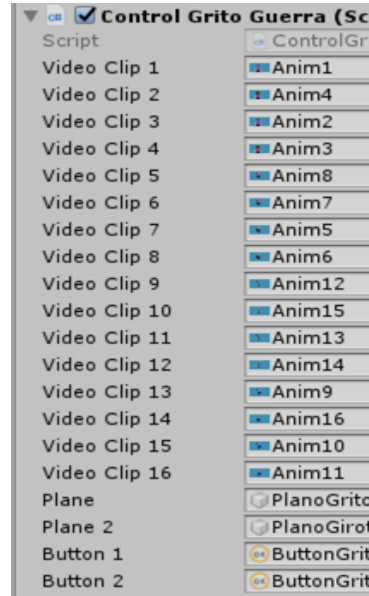 Control Grito Guerra (Sc
Script ControlGr
Video Clip 1 Anim1
Video Clip 2 Anim4
Video Clip 3 Anim2
Video Clip 4 Anim3
Video Clip 5 Anim8
Video Clip 6 Anim7
Video Clip 7 Anim5
Video Clip 8 Anim6
Video Clip 9 Anim12
Video Clip 10 Anim15
Video Clip 11 Anim13
Video Clip 12 Anim14
Video Clip 13 Anim9
Video Clip 14 Anim16
Video Clip 15 Anim10
Video Clip 16 Anim11
Plane PlanoGrito
Plane 2 PlanoGirot
Button 1 ButtonGrit
Button 2 ButtonGrit